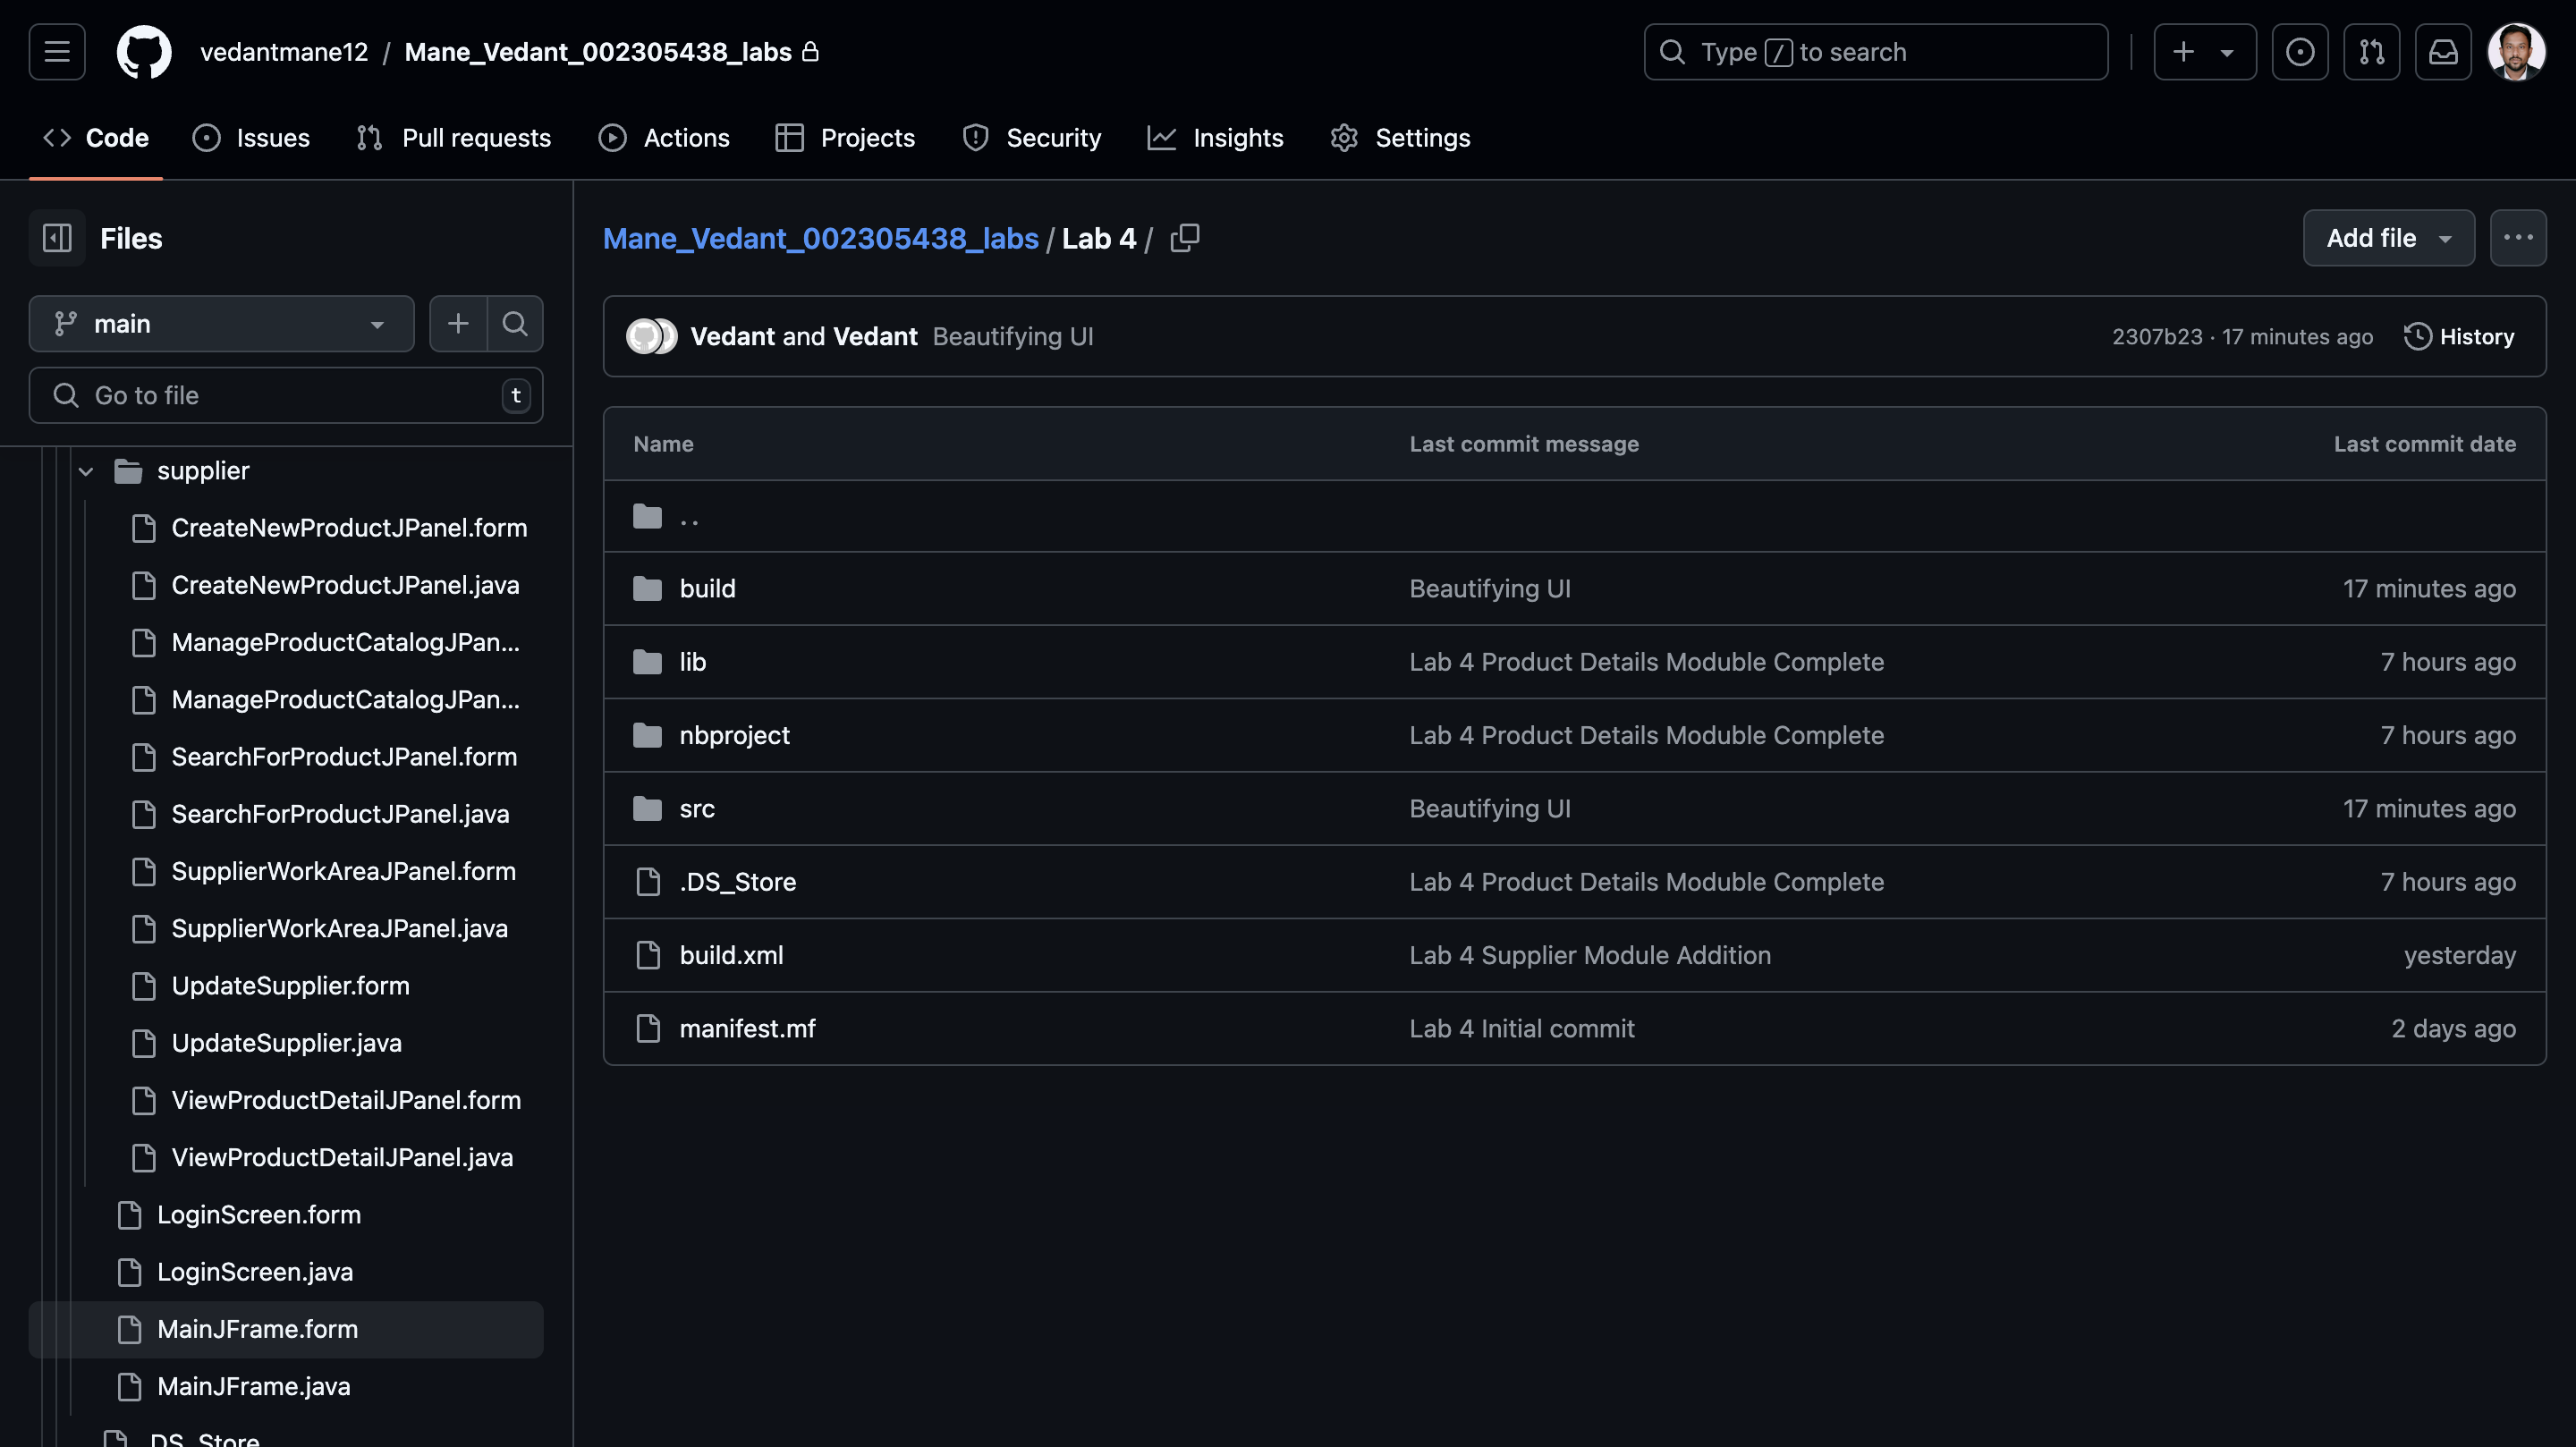 vedantmane12 / Mane_Vedant_002305438_labs
Type / to search
Code
Issues
Pull requests
Actions
Projects
Security
Insights
Settings
Files
main
Go to file
t
supplier
CreateNewProductJPanel.form
CreateNewProductJPanel.java
ManageProductCatalogJPan...
ManageProductCatalogJPan...
SearchForProductJPanel.form
SearchForProductJPanel.java
SupplierWorkAreaJPanel.form
SupplierWorkAreaJPanel.java
UpdateSupplier.form
UpdateSupplier.java
ViewProductDetailJPanel.form
ViewProductDetailJPanel.java
LoginScreen.form
LoginScreen.java
MainJFrame.form
MainJFrame.java
.DS_Store
Mane_Vedant_002305438_labs / Lab 4 /
Add file
Vedant and Vedant Beautifying UI
2307b23 · 17 minutes ago
History
Name Last commit message Last commit date
..
build Beautifying UI 17 minutes ago
lib Lab 4 Product Details Moduble Complete 7 hours ago
nbproject Lab 4 Product Details Moduble Complete 7 hours ago
src Beautifying UI 17 minutes ago
.DS_Store Lab 4 Product Details Moduble Complete 7 hours ago
build.xml Lab 4 Supplier Module Addition yesterday
manifest.mf Lab 4 Initial commit 2 days ago